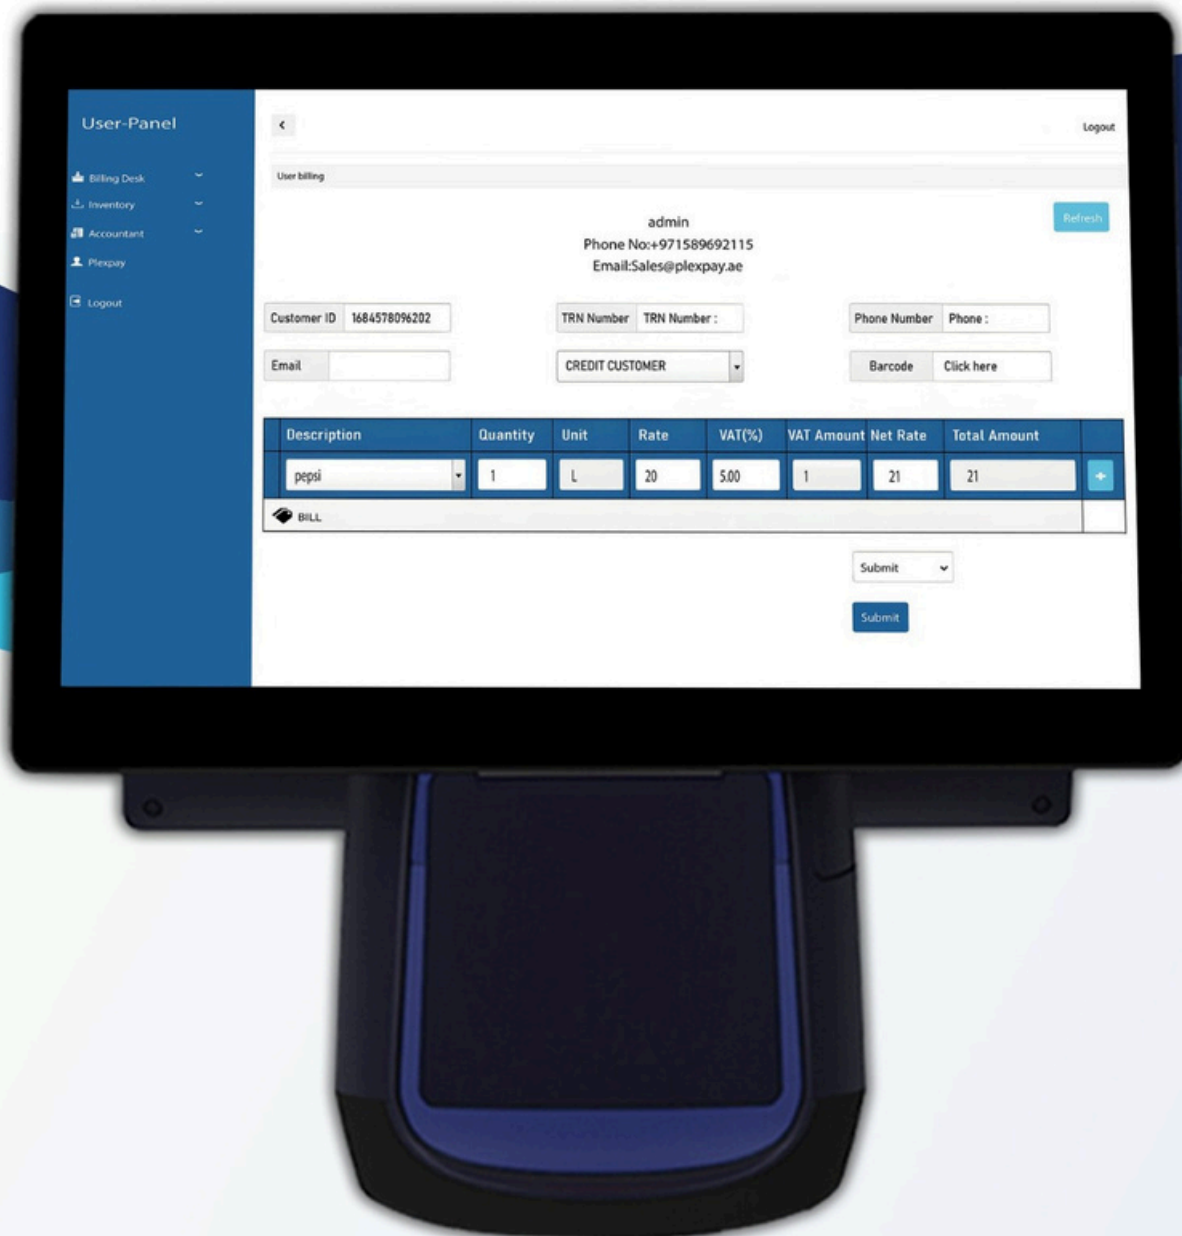 User-Panel
Billing Desk
Inventory
Accountant
Plexpay
Logout
Logout
User billing
Refresh
admin
Phone No:+971589692115
Email:Sales@plexpay.ae
Customer ID 1684578096202 TRN Number TRN Number : Phone Number Phone :
Email CREDIT CUSTOMER Barcode Click here
Description Quantity Unit Rate VAT(%) VAT Amount Net Rate Total Amount
pepsi 1 L 20 5.00 1 21 21 +
BILL
Submit
Submit